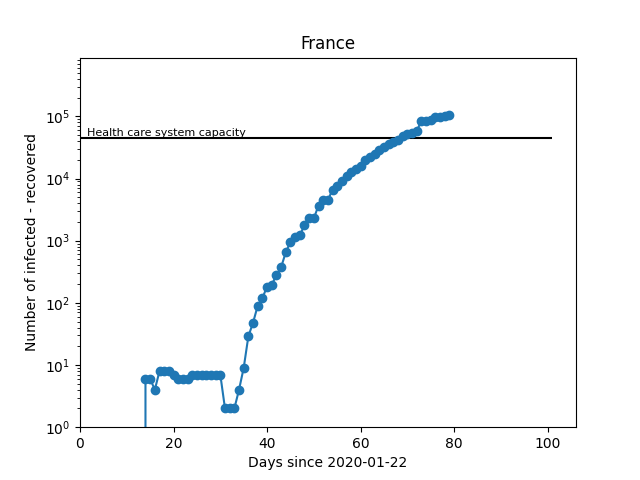 France
Number of infected - recovered
10^5
10^4
10^3
10^2
10^1
10^0
Health care system capacity
0 20 40 60 80 100
Days since 2020-01-22